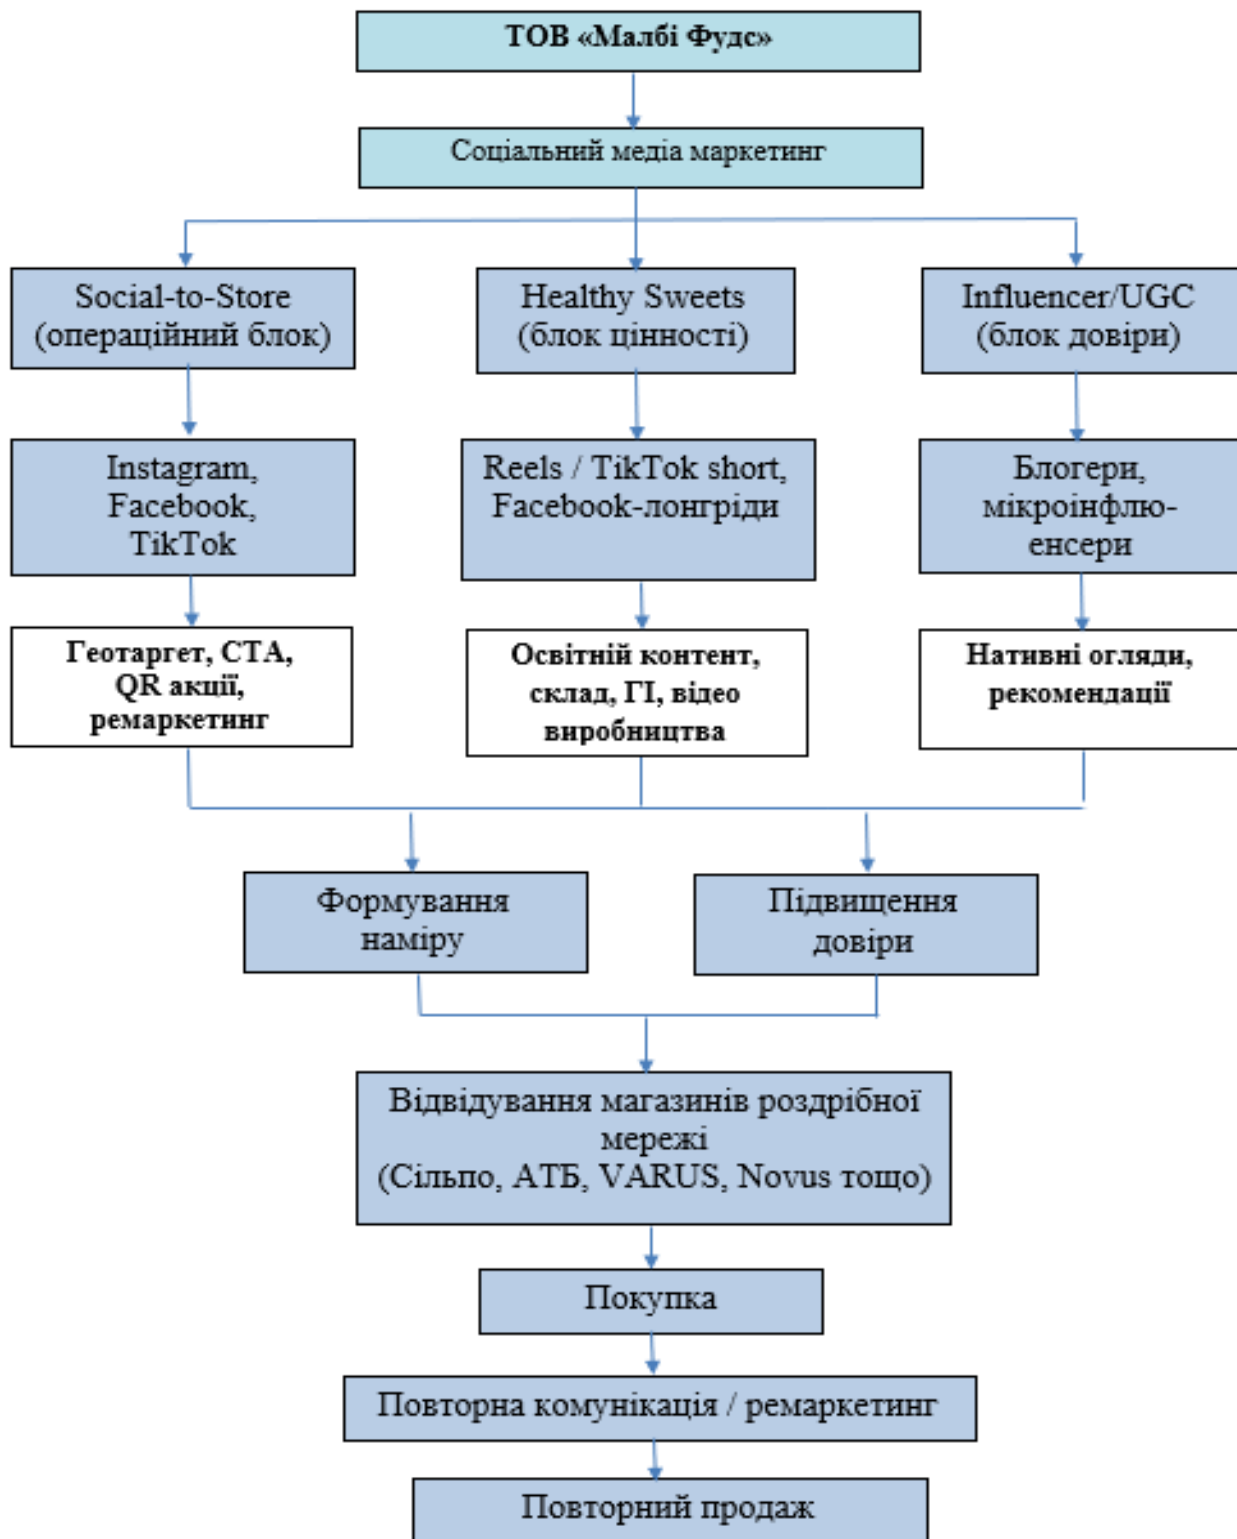 ТОВ «Малбі Фудс»
Соціальний медіа маркетинг
Social-to-Store
(операційний блок)
Healthy Sweets
(блок цінності)
Influencer/UGC
(блок довіри)
Instagram,
Facebook,
TikTok
Reels / TikTok short,
Facebook-лонгріди
Блогери,
мікроінфлю-
енсери
Геотаргет, CTA,
QR акції,
ремаркетинг
Освітній контент,
склад, ГІ, відео
виробництва
Нативні огляди,
рекомендації
Формування
наміру
Підвищення
довіри
Відвідування магазинів роздрібної
мережі
(Сільпо, АТБ, VARUS, Novus тощо)
Покупка
Повторна комунікація / ремаркетинг
Повторний продаж